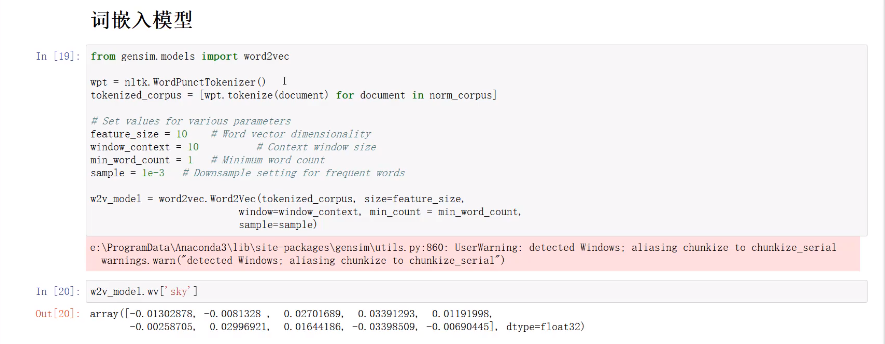 词嵌入模型
In [19]: from gensim.models import word2vec
wpt = nltk.WordPunctTokenizer()
tokenized_corpus = [wpt.tokenize(document) for document in norm_corpus]
# Set values for various parameters
feature_size = 10    # Word vector dimensionality
window_context = 10          # Context window size
min_word_count = 1   # Minimum word count
sample = 1e-3   # Downsample setting for frequent words
w2v_model = word2vec.Word2Vec(tokenized_corpus, size=feature_size,
window=window_context, min_count = min_word_count,
sample=sample)
c:\ProgramData\Anaconda3\lib\site-packages\gensim\utils.py:860: UserWarning: detected Windows; aliasing chunkize to chunkize_serial
warnings.warn("detected Windows; aliasing chunkize to chunkize_serial")
In [20]: w2v_model.wv['sky']
Out[20]: array([-0.01302878, -0.0081328 ,  0.02701689,  0.03391293,  0.01191998,
-0.00258705,  0.02996921,  0.01644186, -0.03398509, -0.00690445], dtype=float32)